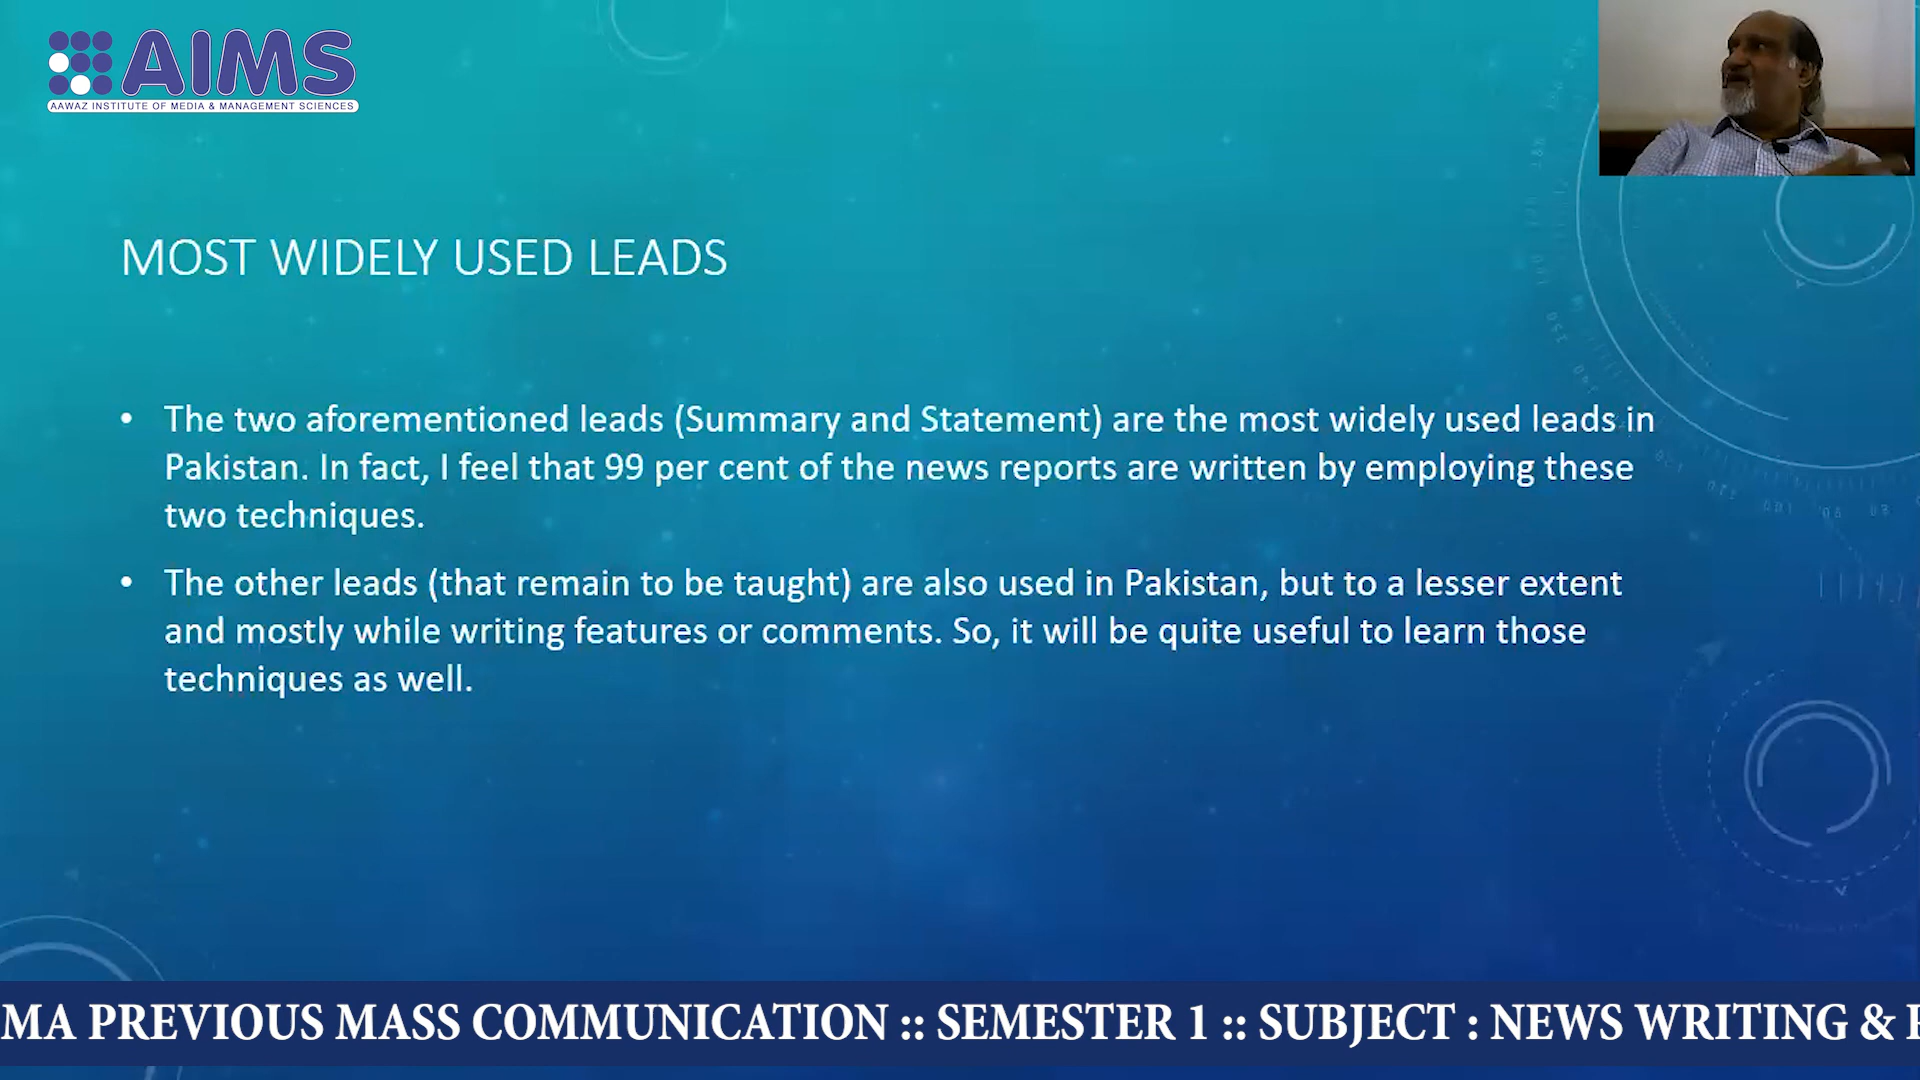 AIMS
AAWAZ INSTITUTE OF MEDIA & MANAGEMENT SCIENCES
MOST WIDELY USED LEADS
• The two aforementioned leads (Summary and Statement) are the most widely used leads in
Pakistan. In fact, I feel that 99 per cent of the news reports are written by employing these
two techniques.
• The other leads (that remain to be taught) are also used in Pakistan, but to a lesser extent
and mostly while writing features or comments. So, it will be quite useful to learn those
techniques as well.
MA PREVIOUS MASS COMMUNICATION :: SEMESTER 1 :: SUBJECT : NEWS WRITING &